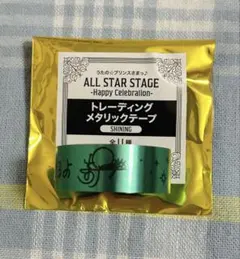 うたの☆プリンスさまっ♪
ALL STAR STAGE
-Happy Celebration-
トレーディング
メタリックテープ
SHINING
全11種